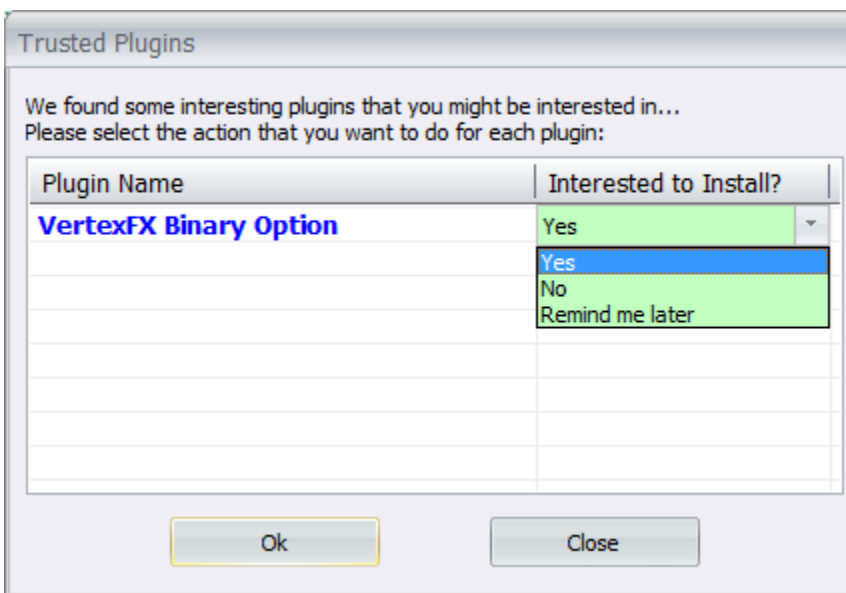 Trusted Plugins
We found some interesting plugins that you might be interested in...
Please select the action that you want to do for each plugin:
Plugin Name Interested to Install?
VertexFX Binary Option Yes
Yes
No
Remind me later
Ok Close